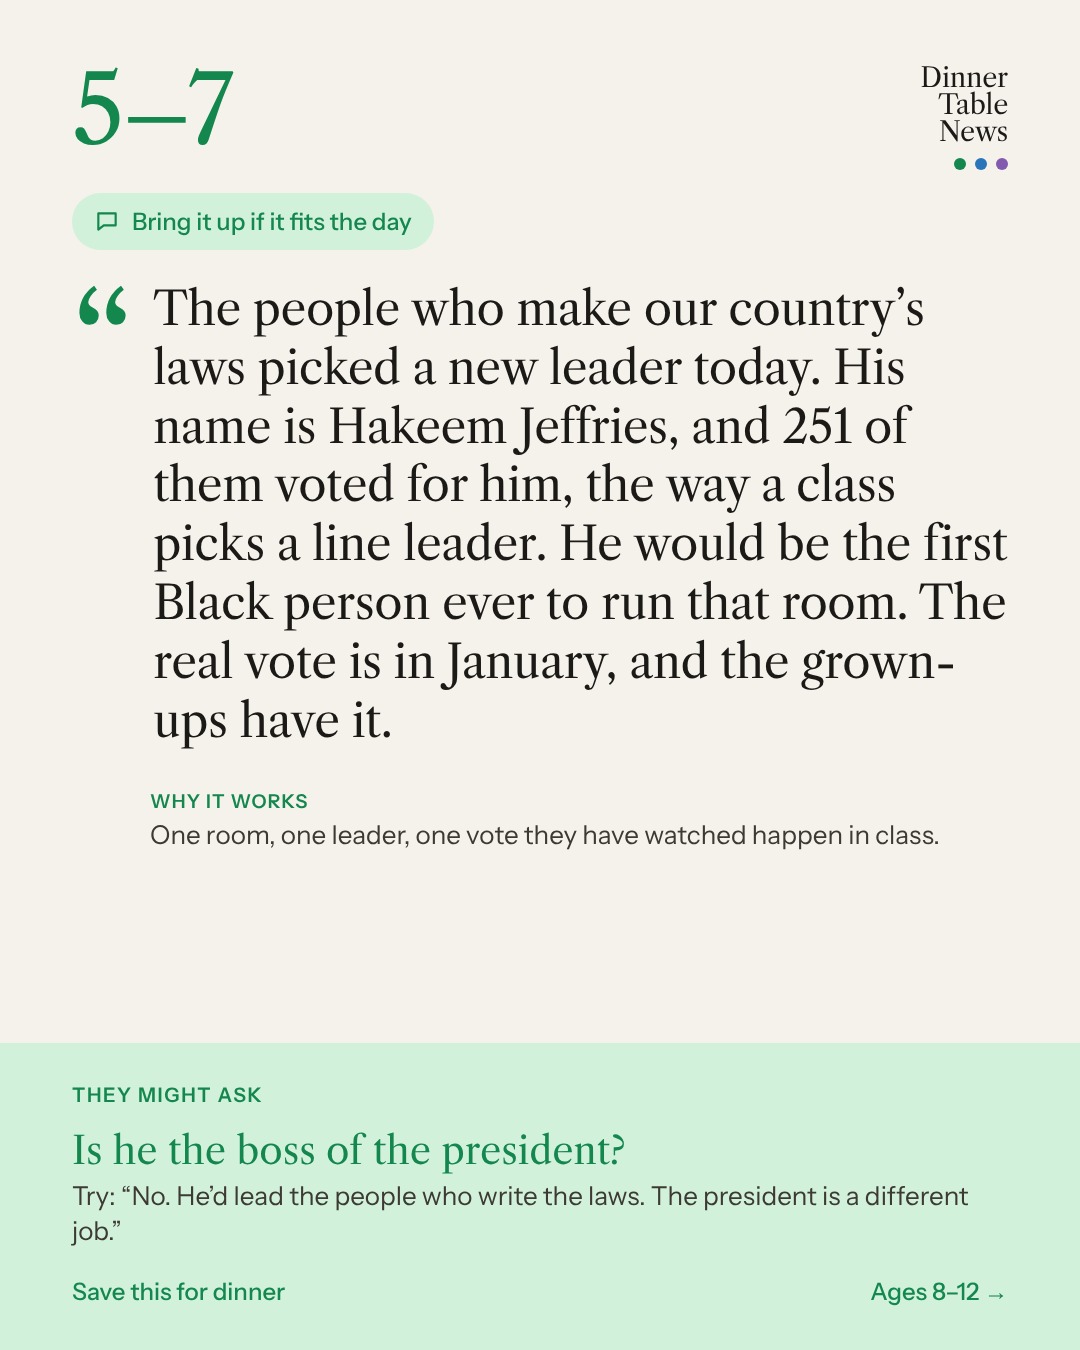 5–7
Dinner
Table
News
Bring it up if it fits the day
“The people who make our country’s
laws picked a new leader today. His
name is Hakeem Jeffries, and 251 of
them voted for him, the way a class
picks a line leader. He would be the first
Black person ever to run that room. The
real vote is in January, and the grown-
ups have it.
WHY IT WORKS
One room, one leader, one vote they have watched happen in class.
THEY MIGHT ASK
Is he the boss of the president?
Try: “No. He’d lead the people who write the laws. The president is a different
job.”
Save this for dinner
Ages 8–12 →